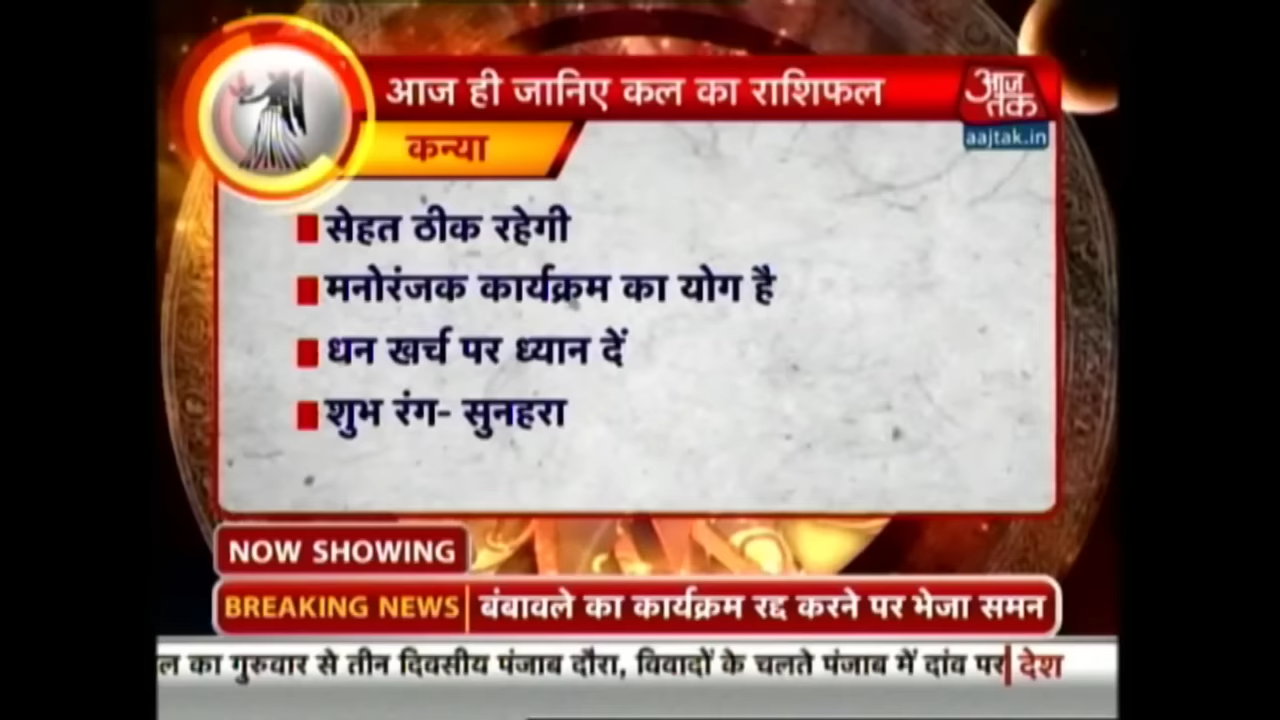 आज ही जानिए कल का राशिफल
आज तक
aajtak.in
कन्या
सेहत ठीक रहेगी
मनोरंजक कार्यक्रम का योग है
धन खर्च पर ध्यान दें
शुभ रंग- सुनहरा
NOW SHOWING
BREAKING NEWS बंबावले का कार्यक्रम रद्द करने पर भेजा समन
ल का गुरुवार से तीन दिवसीय पंजाब दौरा, विवादों के चलते पंजाब में दांव पर देश